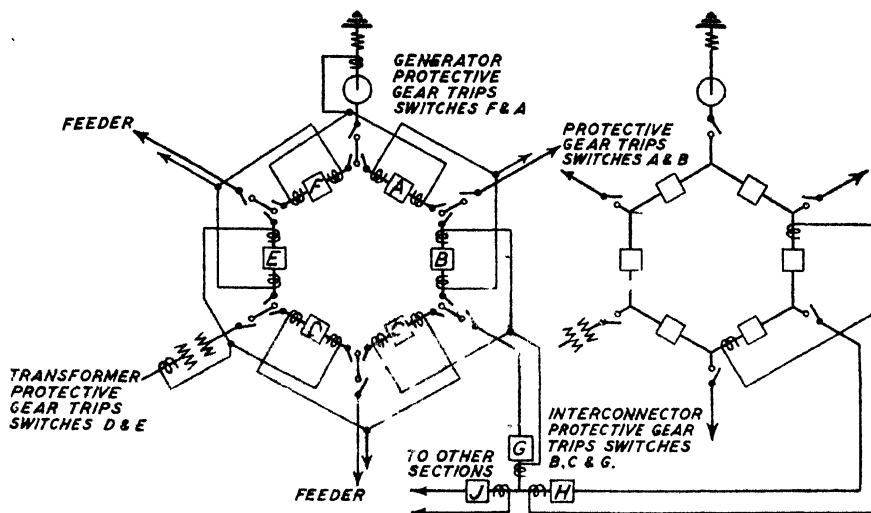 GENERATOR
PROTECTIVE
GEAR TRIPS
SWITCHES F & A
FEEDER
PROTECTIVE
GEAR TRIPS
SWITCHES A & B
F
A
E
B
TRANSFORMER
PROTECTIVE
GEAR TRIPS
SWITCHES D & E
INTERCONNECTOR
PROTECTIVE GEAR
TRIPS SWITCHES
B, C & G.
G
TO OTHER
SECTIONS
J
H
FEEDER